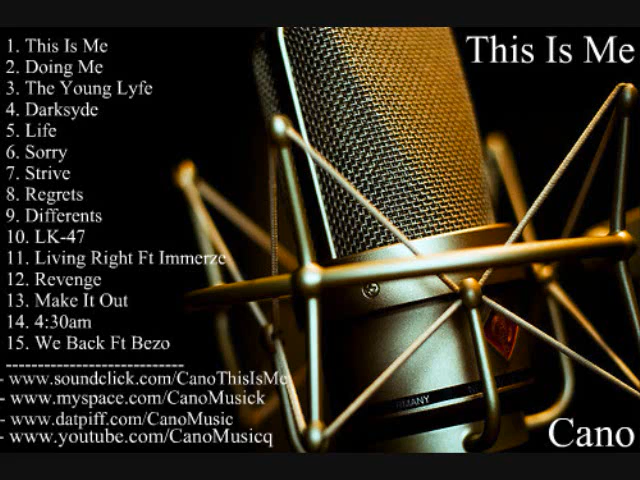 This Is Me
1. This Is Me
2. Doing Me
3. The Young Lyfe
4. Darksyde
5. Life
6. Sorry
7. Strive
8. Regrets
9. Differents
10. LK-47
11. Living Right Ft Immerze
12. Revenge
13. Make It Out
14. 4:30am
15. We Back Ft Bezo
----------------------------
- www.soundclick.com/CanoThisIsMe
- www.myspace.com/CanoMusick
- www.datpiff.com/CanoMusic
- www.youtube.com/CanoMusicq
Cano